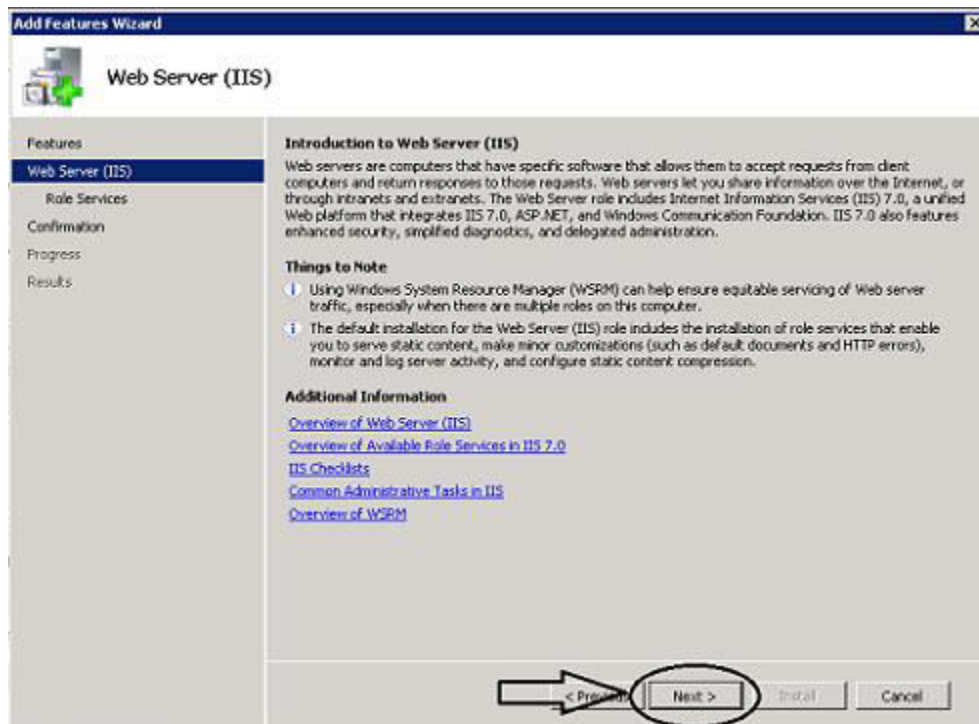 Add Features Wizard
Web Server (IIS)
Features
Web Server (IIS)
Role Services
Confirmation
Progress
Results
Introduction to Web Server (IIS)
Web servers are computers that have specific software that allows them to accept requests from client
computers and return responses to those requests. Web servers let you share information over the Internet, or
through intranets and extranets. The Web Server role includes Internet Information Services (IIS) 7.0, a unified
Web platform that integrates IIS 7.0, ASP.NET, and Windows Communication Foundation. IIS 7.0 also features
enhanced security, simplified diagnostics, and delegated administration.
Things to Note
Using Windows System Resource Manager (WSRM) can help ensure equitable servicing of Web server
traffic, especially when there are multiple roles on this computer.
The default installation for the Web Server (IIS) role includes the installation of role services that enable
you to serve static content, make minor customizations (such as default documents and HTTP errors),
monitor and log server activity, and configure static content compression.
Additional Information
Overview of Web Server (IIS)
Overview of Available Role Services in IIS 7.0
IIS Checklists
Common Administrative Tasks in IIS
Overview of WSRM
< Previous
Next >
Install
Cancel